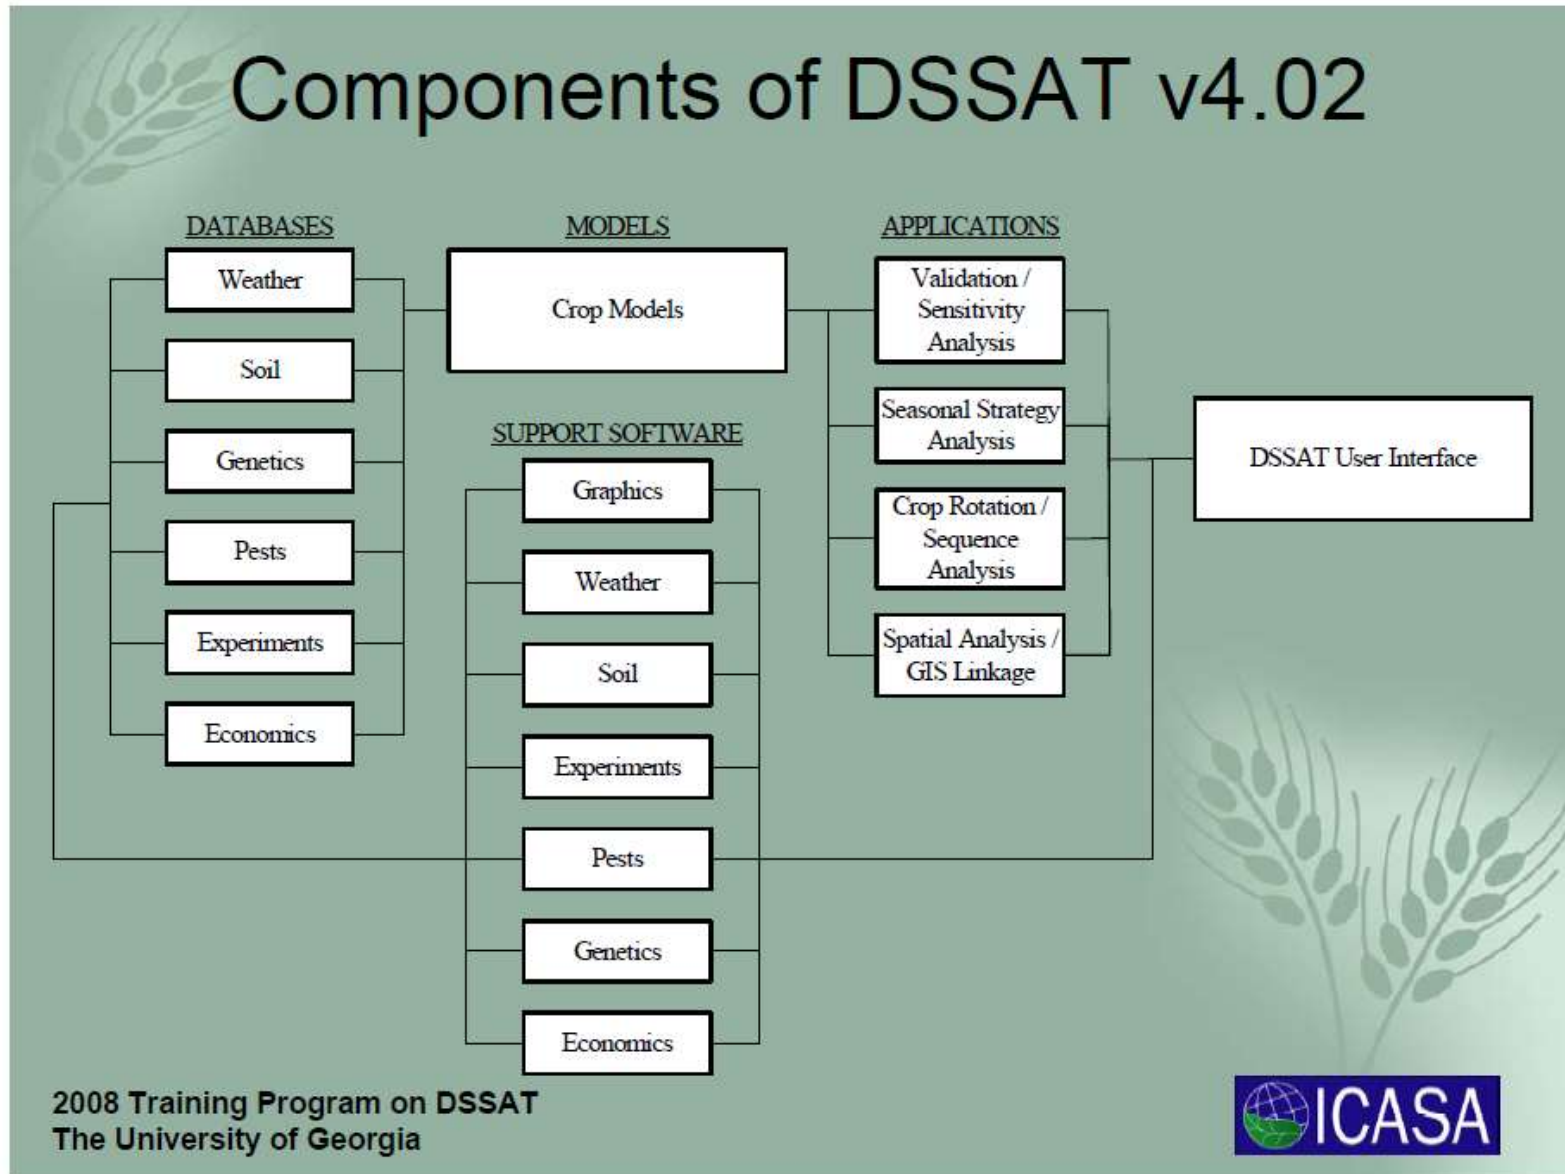 Components of DSSAT v4.02
DATABASES
Weather
Soil
Genetics
Pests
Experiments
Economics
MODELS
Crop Models
SUPPORT SOFTWARE
Graphics
Weather
Soil
Experiments
Pests
Genetics
Economics
APPLICATIONS
Validation /
Sensitivity
Analysis
Seasonal Strategy
Analysis
Crop Rotation /
Sequence
Analysis
Spatial Analysis /
GIS Linkage
DSSAT User Interface
2008 Training Program on DSSAT
The University of Georgia
ICASA